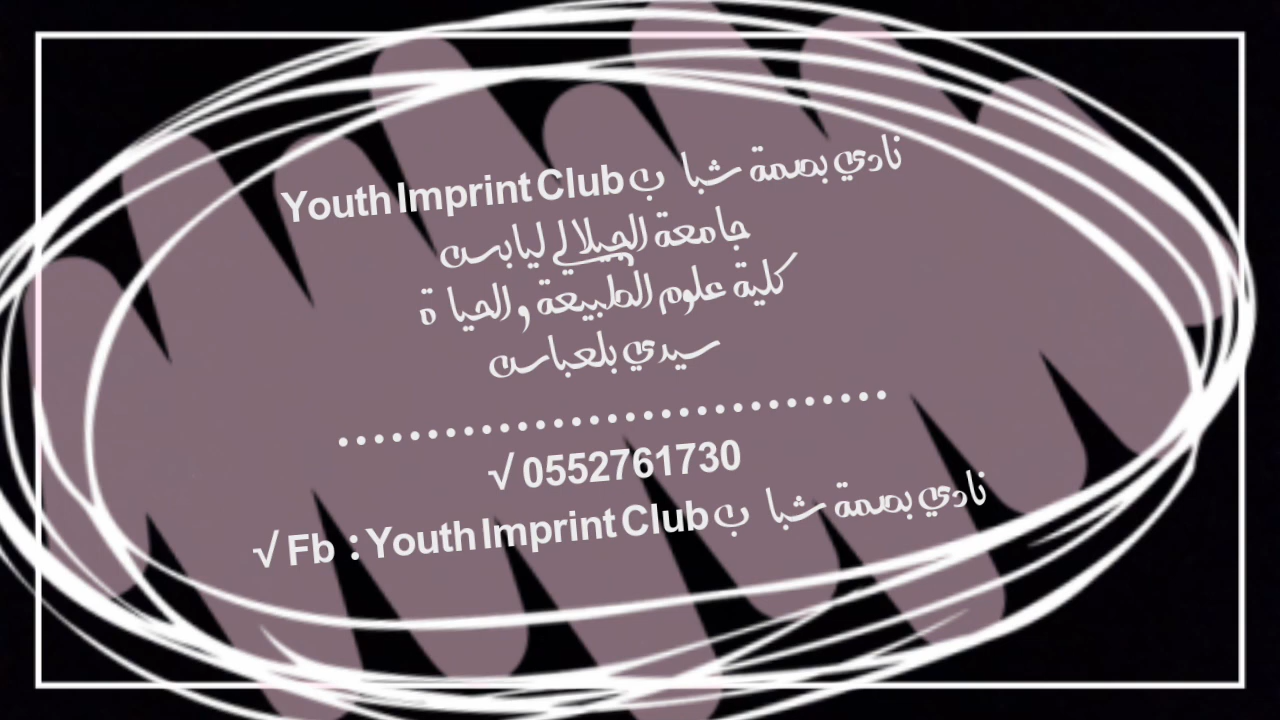 نادي بصمة شباب Youth Imprint Club
جامعة الجيلالي ليابس
كلية علوم الطبيعة و الحياة
سيدي بلعباس
................................
√ 0552761730
√ Fb : Youth Imprint Club نادي بصمة شباب